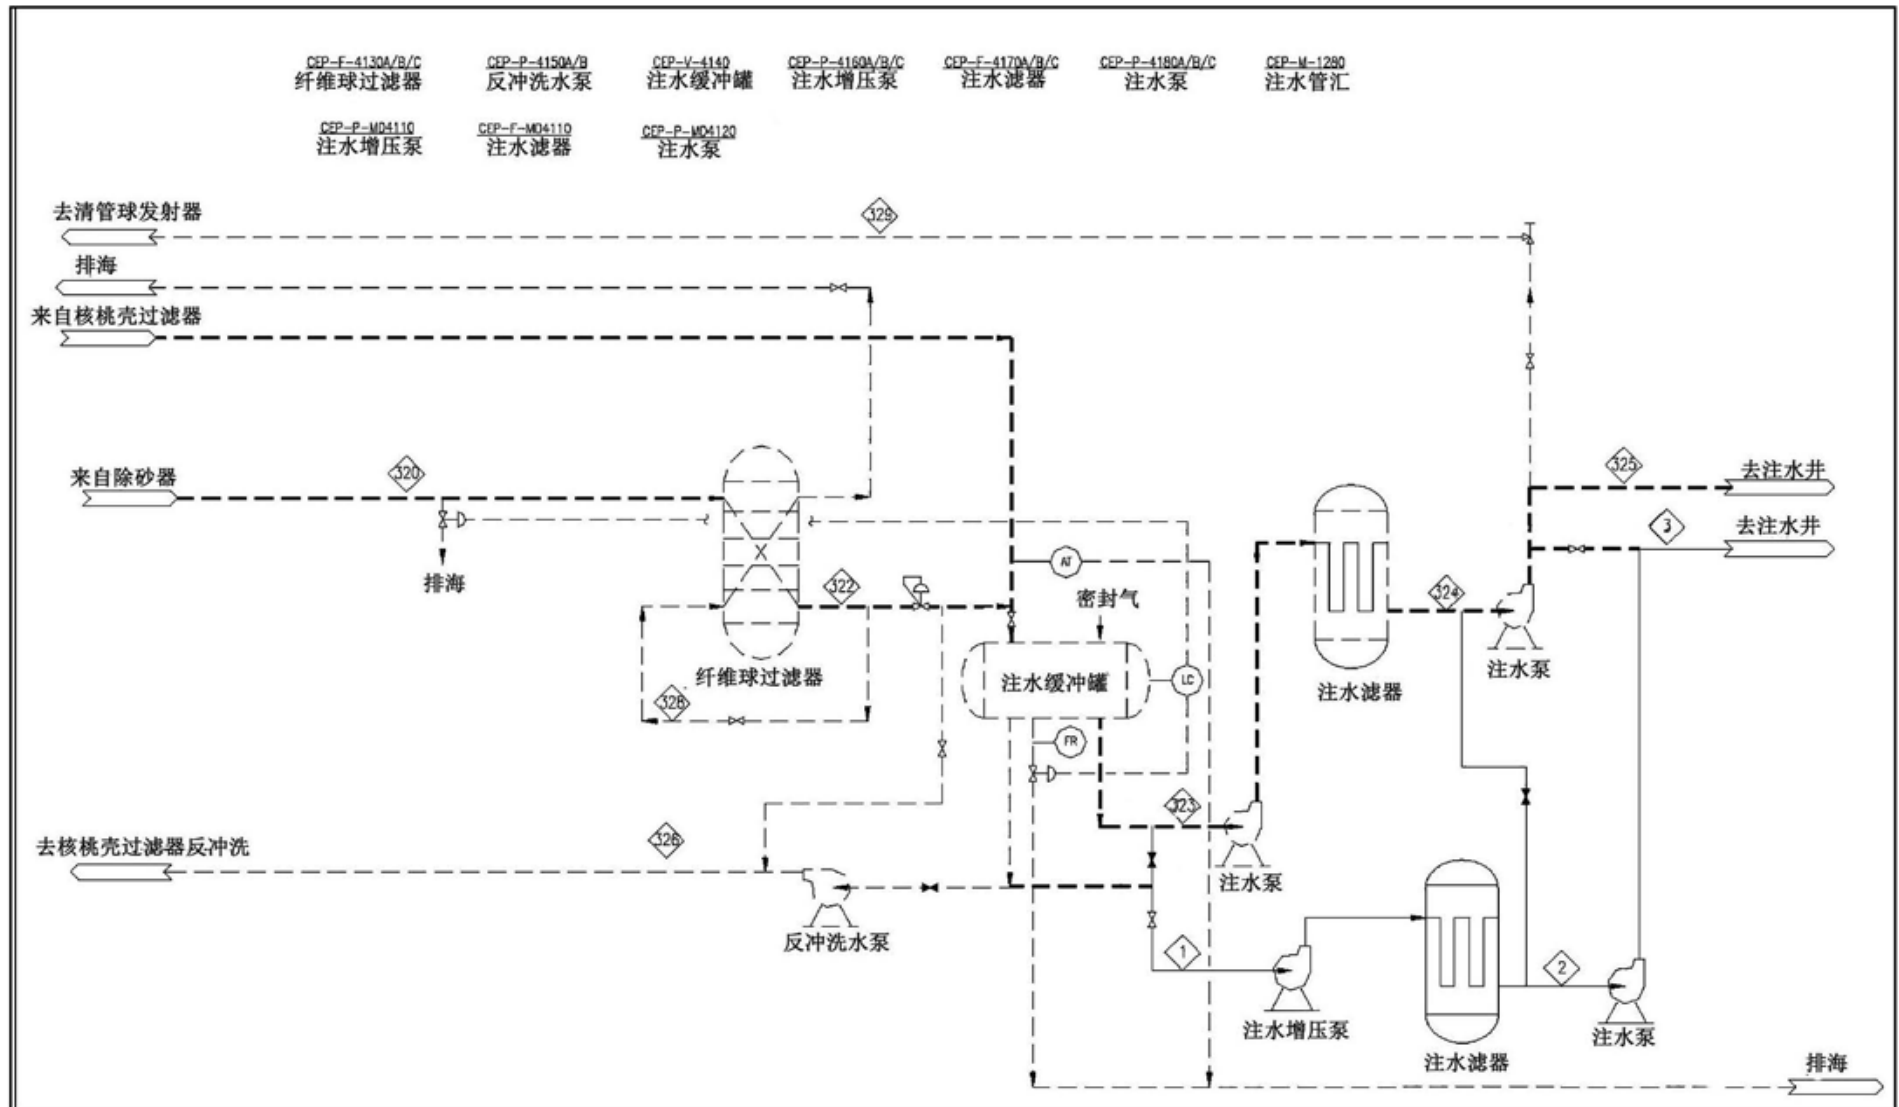 CEP-F-4130A/B/C
纤维球过滤器
CEP-P-4150A/B
反冲洗水泵
CEP-V-4140
注水缓冲罐
CEP-P-4160A/B/C
注水增压泵
CEP-F-4170A/B/C
注水滤器
CEP-P-4180A/B/C
注水泵
CEP-M-1280
注水管汇
CEP-P-MD4110
注水增压泵
CEP-F-MD4110
注水滤器
CEP-P-MD4120
注水泵
去清管球发射器
329
排海
来自核桃壳过滤器
来自除砂器
320
排海
X
322
纤维球过滤器
328
AT
密封气
注水缓冲罐
LC
FR
323
注水泵
注水滤器
324
注水泵
325
去注水井
3
去注水井
去核桃壳过滤器反冲洗
326
反冲洗水泵
1
注水增压泵
注水滤器
2
注水泵
排海